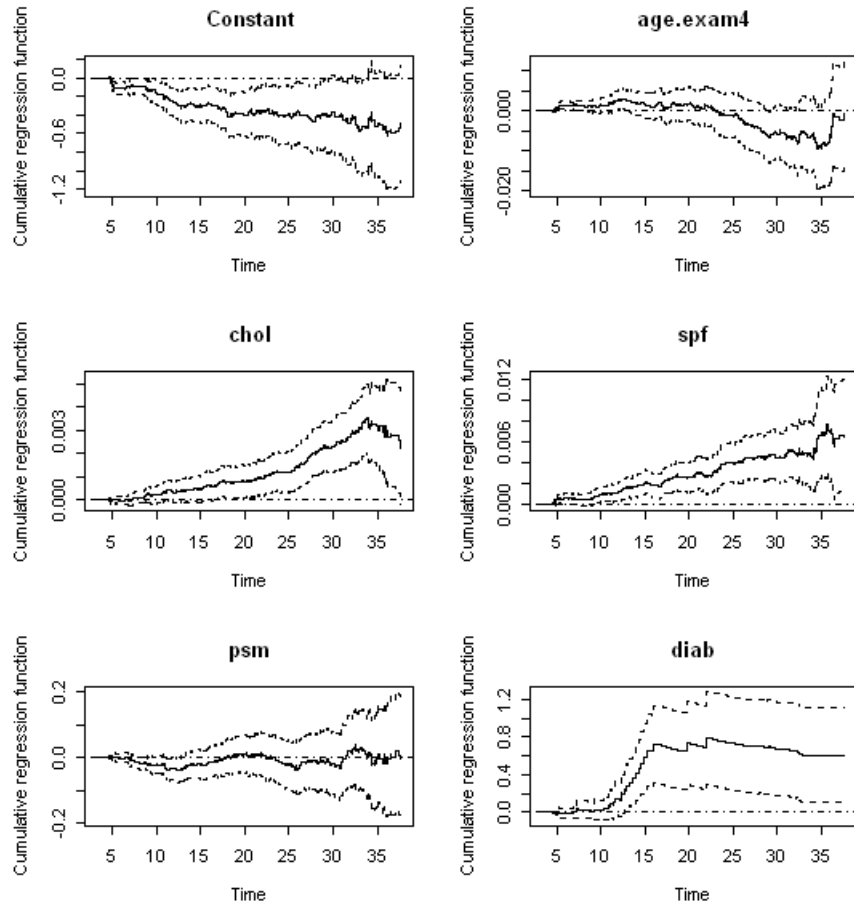 Constant
Cumulative regression function
0.0
-0.6
-1.2
5 10 15 20 25 30 35
Time
age.exam4
Cumulative regression function
0.000
-0.020
5 10 15 20 25 30 35
Time
chol
Cumulative regression function
0.003
0.000
5 10 15 20 25 30 35
Time
spf
Cumulative regression function
0.012
0.006
0.000
5 10 15 20 25 30 35
Time
psm
Cumulative regression function
0.2
0.0
-0.2
5 10 15 20 25 30 35
Time
diab
Cumulative regression function
1.2
0.8
0.4
0.0
5 10 15 20 25 30 35
Time